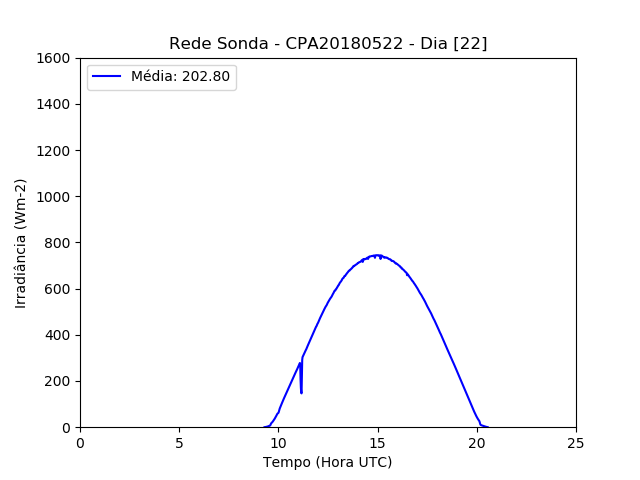 Rede Sonda - CPA20180522 - Dia [22]
Média: 202.80
Irradiância (Wm-2)
1600
1400
1200
1000
800
600
400
200
0
0 5 10 15 20 25
Tempo (Hora UTC)